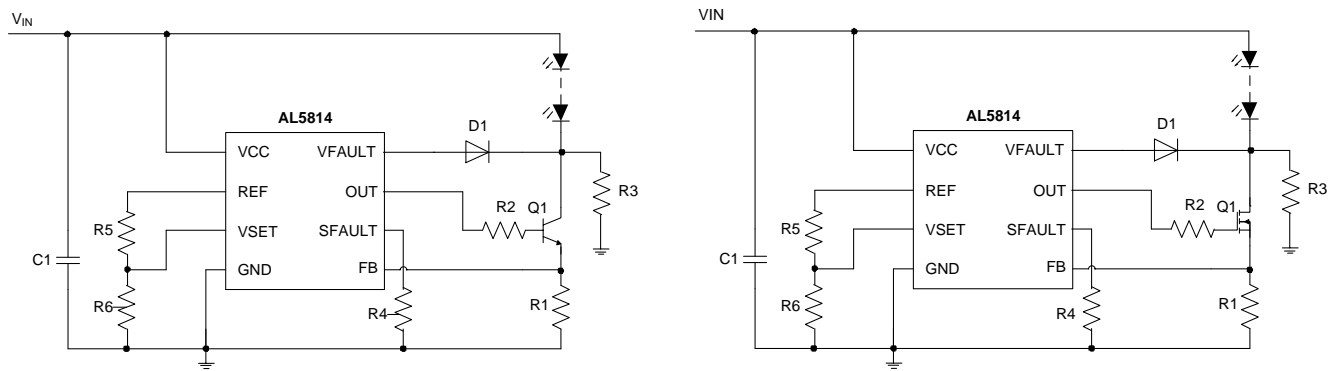 VIN
AL5814
D1
VCC
VFAULT
REF
OUT
R2
Q1
R3
R5
VSET
SFAULT
C1
GND
FB
R6
R4
R1
VIN
AL5814
D1
VCC
VFAULT
REF
OUT
R2
Q1
R3
R5
VSET
SFAULT
C1
GND
FB
R6
R4
R1